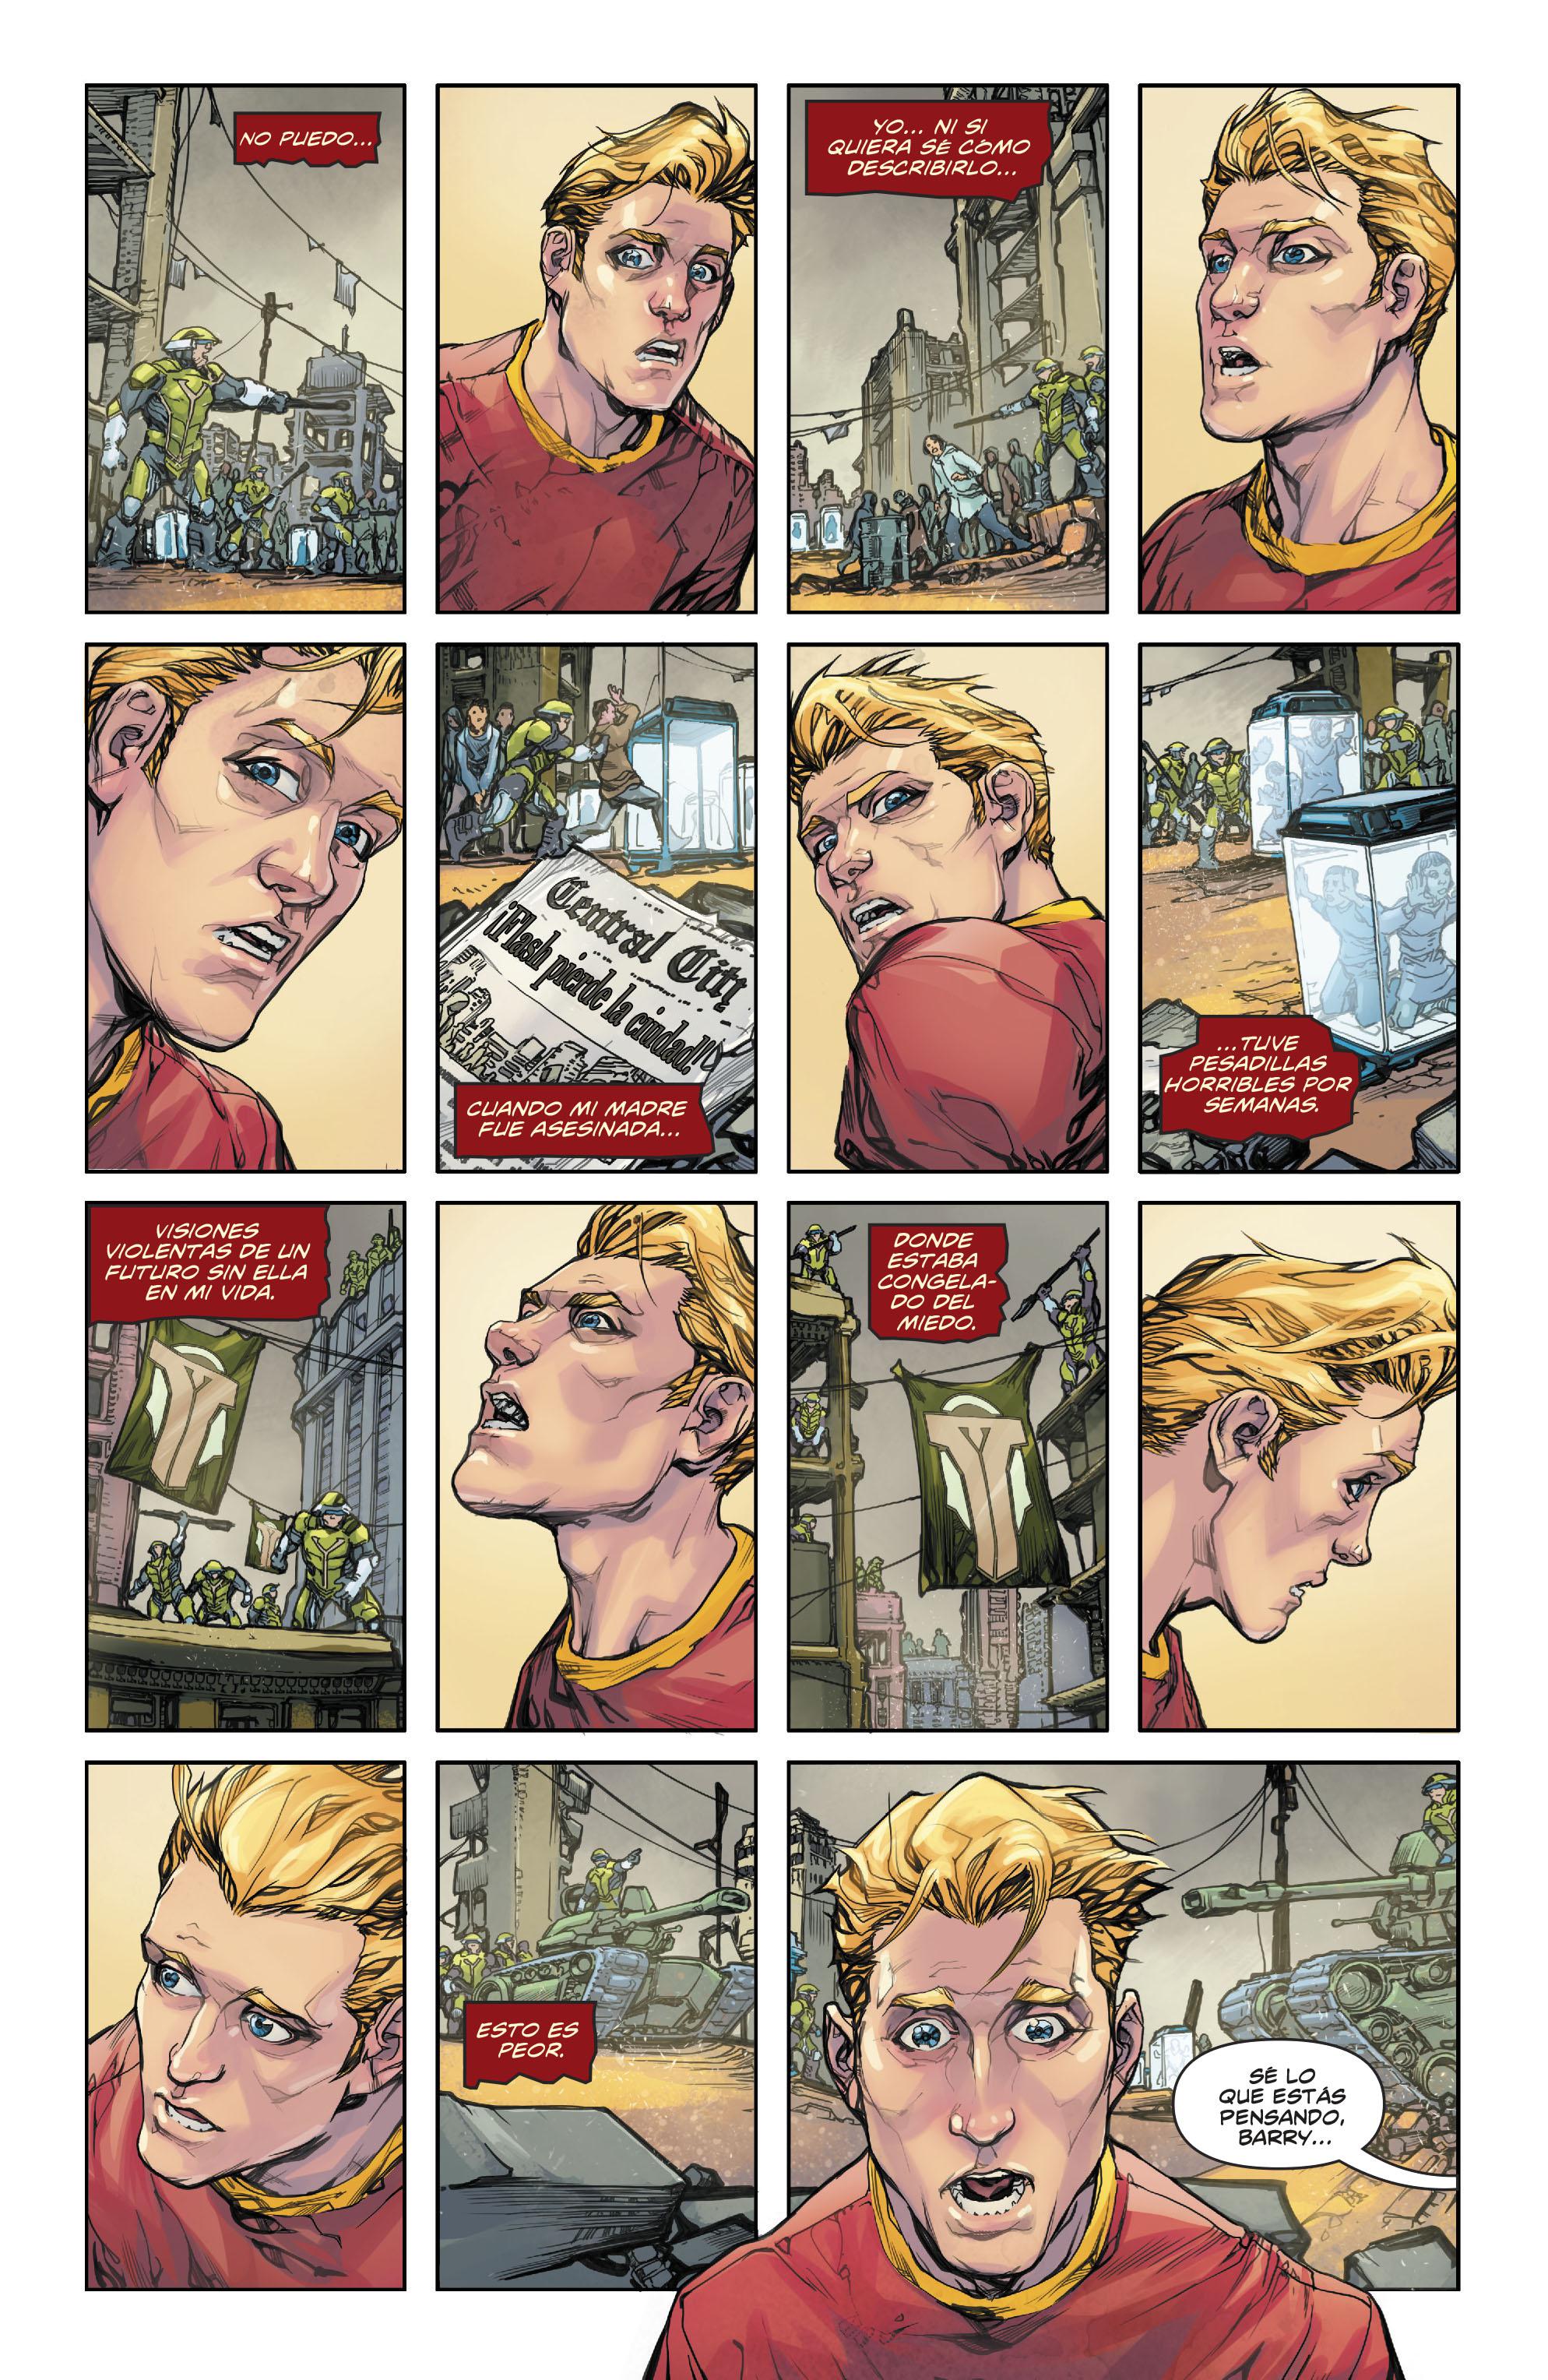 NO PUEDO...
YO... NI SI
QUIERA SÉ CÓMO
DESCRIBIRLO...
Central City
¡Flash pierde la ciudad!
CUANDO MI MADRE
FUE ASESINADA...
...TUVE
PESADILLAS
HORRIBLES POR
SEMANAS.
VISIONES
VIOLENTAS DE UN
FUTURO SIN ELLA
EN MI VIDA.
DONDE
ESTABA
CONGELA-
DO DEL
MIEDO.
ESTO ES
PEOR.
SÉ LO
QUE ESTÁS
PENSANDO,
BARRY...